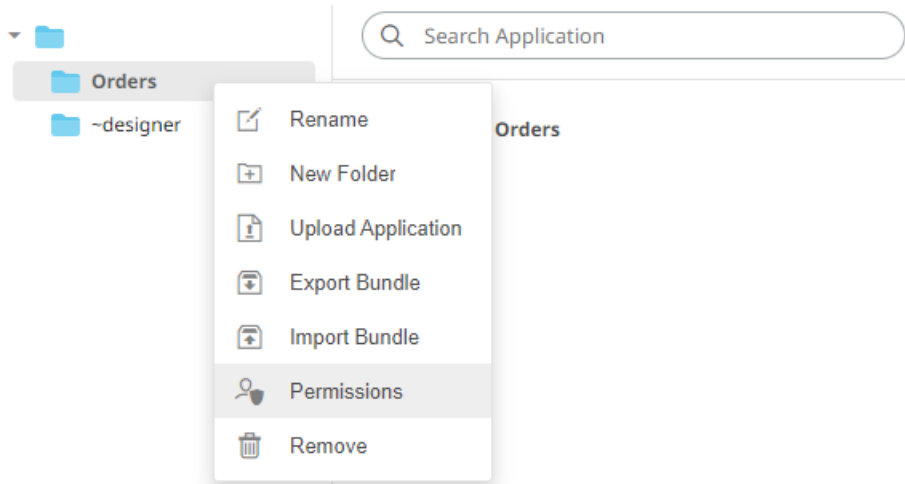 Search Application
Orders
~designer
Rename
New Folder
Upload Application
Export Bundle
Import Bundle
Permissions
Remove
Orders